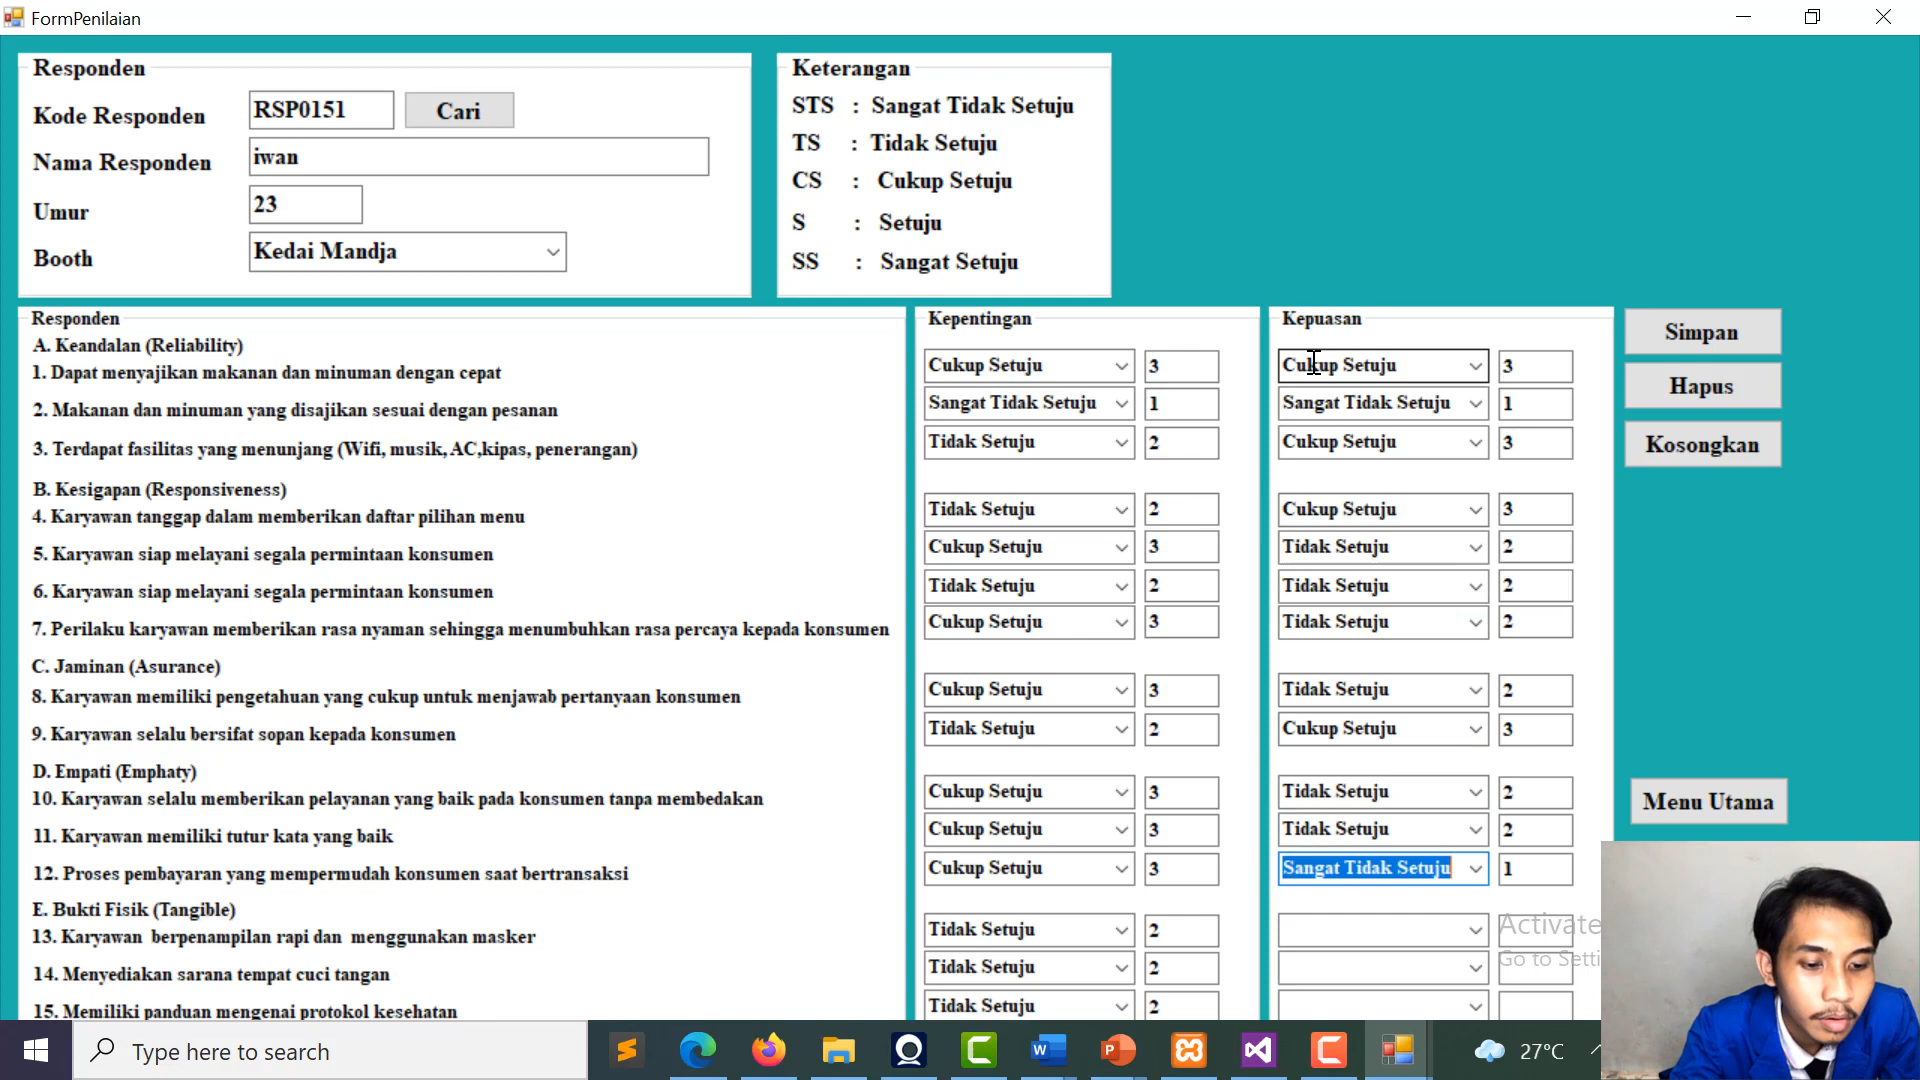 FormPenilaian
Responden
Kode Responden RSP0151 Cari
Nama Responden iwan
Umur 23
Booth Kedai Mandja
Keterangan
STS : Sangat Tidak Setuju
TS : Tidak Setuju
CS : Cukup Setuju
S : Setuju
SS : Sangat Setuju
Responden
A. Keandalan (Reliability)
1. Dapat menyajikan makanan dan minuman dengan cepat
2. Makanan dan minuman yang disajikan sesuai dengan pesanan
3. Terdapat fasilitas yang menunjang (Wifi, musik, AC,kipas, penerangan)
B. Kesigapan (Responsiveness)
4. Karyawan tanggap dalam memberikan daftar pilihan menu
5. Karyawan siap melayani segala permintaan konsumen
6. Karyawan siap melayani segala permintaan konsumen
7. Perilaku karyawan memberikan rasa nyaman sehingga menumbuhkan rasa percaya kepada konsumen
C. Jaminan (Asurance)
8. Karyawan memiliki pengetahuan yang cukup untuk menjawab pertanyaan konsumen
9. Karyawan selalu bersifat sopan kepada konsumen
D. Empati (Emphaty)
10. Karyawan selalu memberikan pelayanan yang baik pada konsumen tanpa membedakan
11. Karyawan memiliki tutur kata yang baik
12. Proses pembayaran yang mempermudah konsumen saat bertransaksi
E. Bukti Fisik (Tangible)
13. Karyawan berpenampilan rapi dan menggunakan masker
14. Menyediakan sarana tempat cuci tangan
15. Memiliki panduan mengenai protokol kesehatan
Kepentingan
Cukup Setuju 3
Sangat Tidak Setuju 1
Tidak Setuju 2
Tidak Setuju 2
Cukup Setuju 3
Tidak Setuju 2
Cukup Setuju 3
Cukup Setuju 3
Tidak Setuju 2
Cukup Setuju 3
Cukup Setuju 3
Cukup Setuju 3
Tidak Setuju 2
Tidak Setuju 2
Tidak Setuju 2
Kepuasan
Cukup Setuju 3
Sangat Tidak Setuju 1
Cukup Setuju 3
Cukup Setuju 3
Tidak Setuju 2
Tidak Setuju 2
Tidak Setuju 2
Tidak Setuju 2
Cukup Setuju 3
Tidak Setuju 2
Tidak Setuju 2
Sangat Tidak Setuju 1
Simpan
Hapus
Kosongkan
Menu Utama
Activate
Go to Setti
Type here to search
27°C